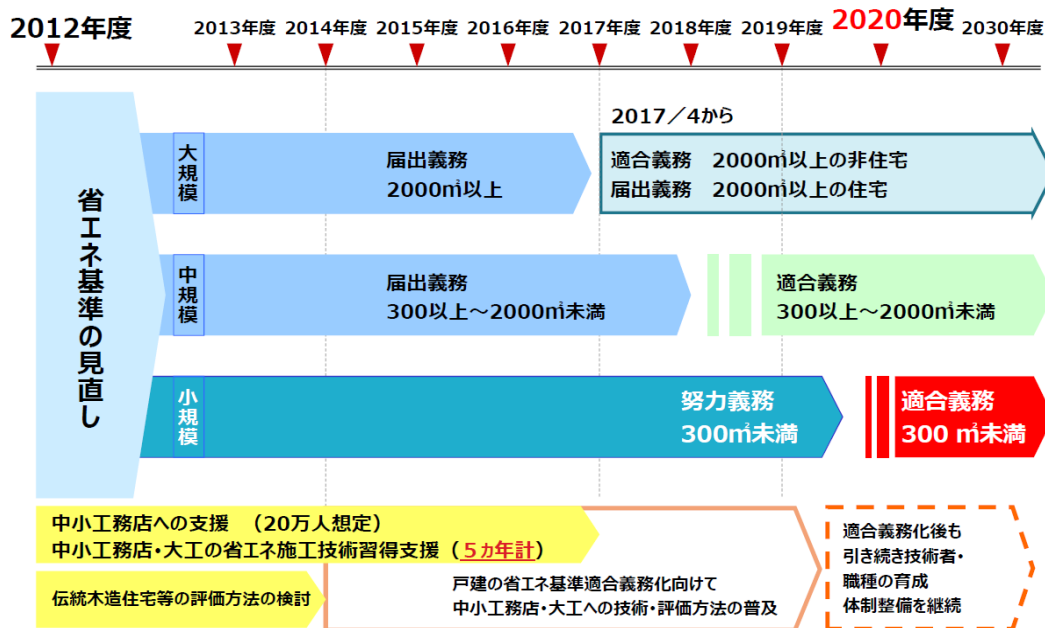 2012年度
2013年度
2014年度
2015年度
2016年度
2017年度
2018年度
2019年度
2020年度
2030年度
省エネ基準の見直し
大規模
届出義務
2000㎡以上
2017／4から
適合義務　2000㎡以上の非住宅
届出義務　2000㎡以上の住宅
中規模
届出義務
300以上～2000㎡未満
適合義務
300以上～2000㎡未満
小規模
努力義務
300㎡未満
適合義務
300 ㎡未満
中小工務店への支援　（20万人想定）
中小工務店・大工の省エネ施工技術習得支援（５ヵ年計）
伝統木造住宅等の評価方法の検討
戸建の省エネ基準適合義務化向けて
中小工務店・大工への技術・評価方法の普及
適合義務化後も
引き続き技術者・
職種の育成
体制整備を継続